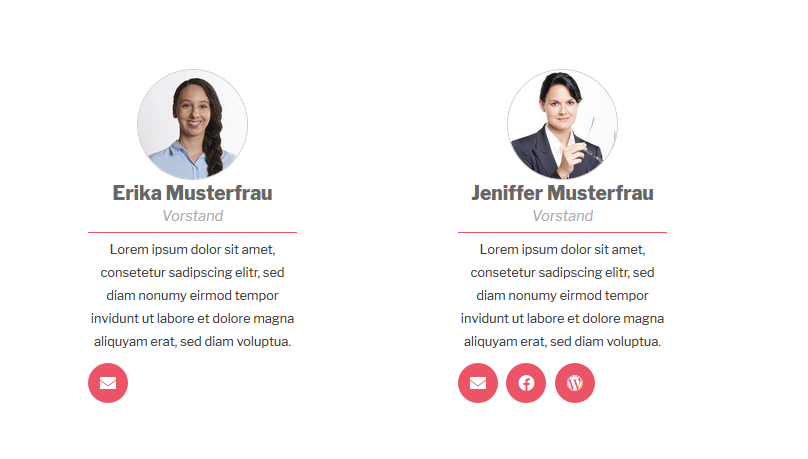 Erika Musterfrau
Vorstand
Lorem ipsum dolor sit amet,
consetetur sadipscing elitr, sed
diam nonumy eirmod tempor
invidunt ut labore et dolore magna
aliquyam erat, sed diam voluptua.
Jeniffer Musterfrau
Vorstand
Lorem ipsum dolor sit amet,
consetetur sadipscing elitr, sed
diam nonumy eirmod tempor
invidunt ut labore et dolore magna
aliquyam erat, sed diam voluptua.